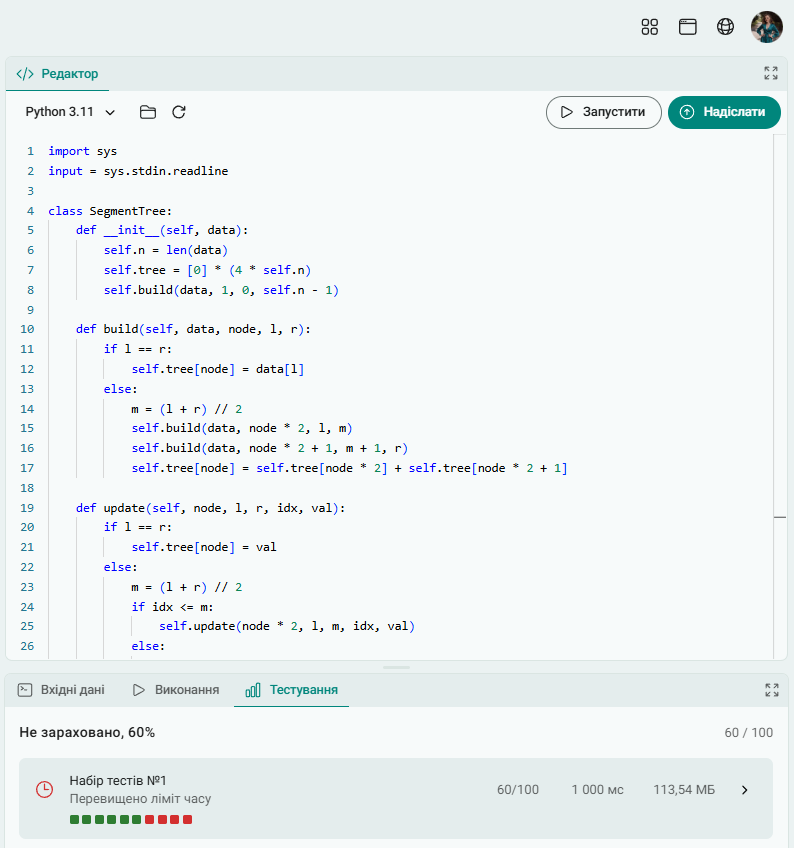 </> Редактор
Python 3.11
Запустити
Надіслати
1 import sys
2 input = sys.stdin.readline
3
4 class SegmentTree:
5 def __init__(self, data):
6 self.n = len(data)
7 self.tree = [0] * (4 * self.n)
8 self.build(data, 1, 0, self.n - 1)
9
10 def build(self, data, node, l, r):
11 if l == r:
12 self.tree[node] = data[l]
13 else:
14 m = (l + r) // 2
15 self.build(data, node * 2, l, m)
16 self.build(data, node * 2 + 1, m + 1, r)
17 self.tree[node] = self.tree[node * 2] + self.tree[node * 2 + 1]
18
19 def update(self, node, l, r, idx, val):
20 if l == r:
21 self.tree[node] = val
22 else:
23 m = (l + r) // 2
24 if idx <= m:
25 self.update(node * 2, l, m, idx, val)
26 else:
Вхідні дані Виконання Тестування
Не зараховано, 60% 60 / 100
Набір тестів №1 60/100 1 000 мс 113,54 МБ
Перевищено ліміт часу